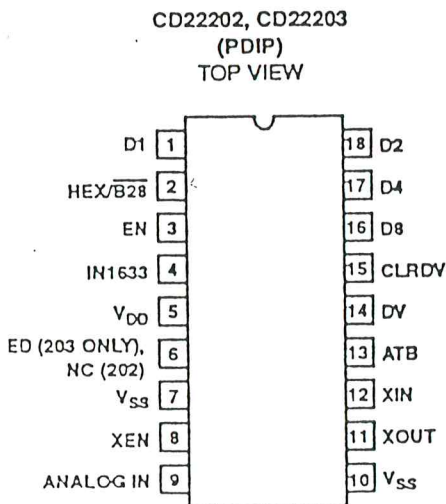 CD22202, CD22203
(PDIP)
TOP VIEW
D1 1
HEX/B28 2
EN 3
IN1633 4
VDD 5
ED (203 ONLY),
NC (202) 6
VSS 7
XEN 8
ANALOG IN 9
18 D2
17 D4
16 D8
15 CLRDV
14 DV
13 ATB
12 XIN
11 XOUT
10 VSS